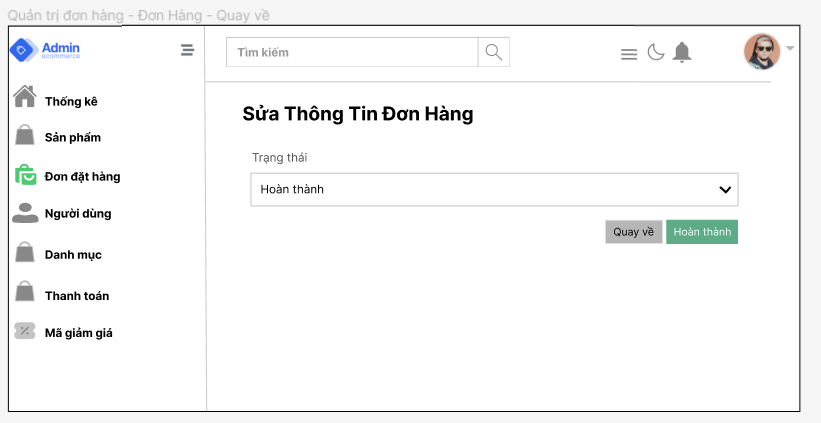 Quản trị đơn hàng - Đơn Hàng - Quay về
Admin
ecommerce
Tìm kiếm
Thống kê
Sản phẩm
Đơn đặt hàng
Người dùng
Danh mục
Thanh toán
Mã giảm giá
Sửa Thông Tin Đơn Hàng
Trạng thái
Hoàn thành
Quay về
Hoàn thành